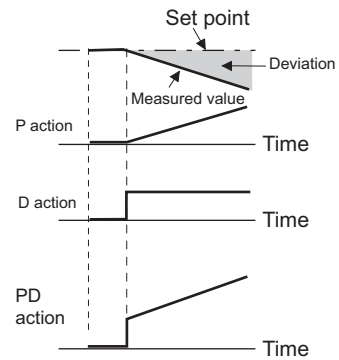 Set point
Deviation
Measured value
P action
Time
D action
Time
PD
action
Time